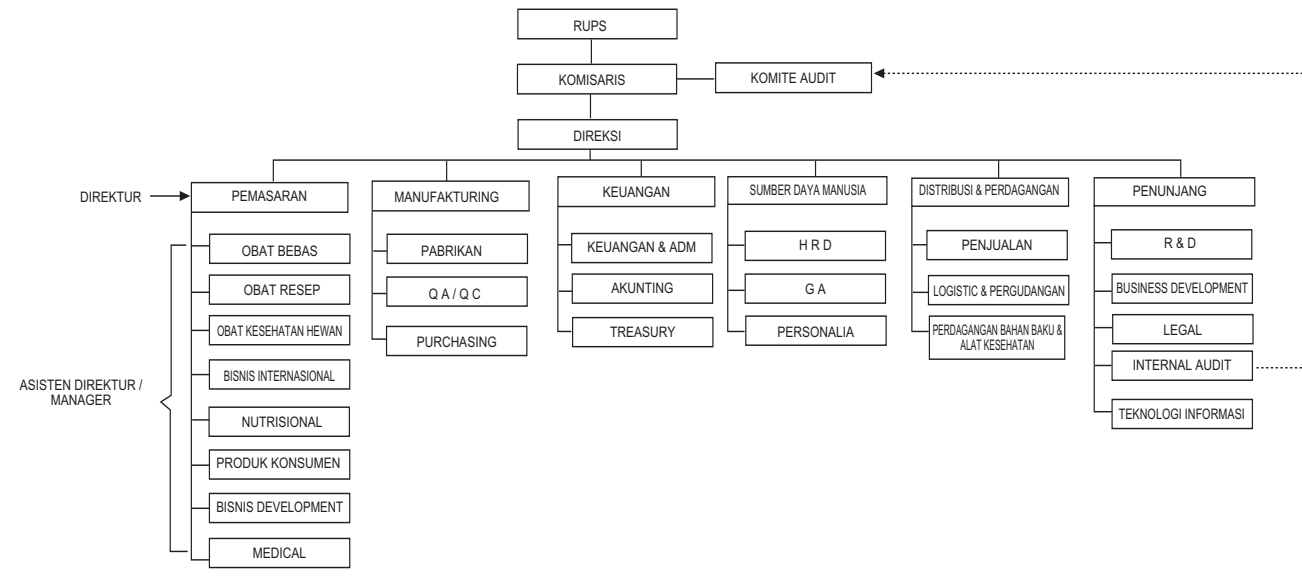 RUPS
KOMISARIS
KOMITE AUDIT
DIREKSI
DIREKTUR
PEMASARAN
MANUFAKTURING
KEUANGAN
SUMBER DAYA MANUSIA
DISTRIBUSI & PERDAGANGAN
PENUNJANG
OBAT BEBAS
OBAT RESEP
OBAT KESEHATAN HEWAN
BISNIS INTERNASIONAL
NUTRISIONAL
PRODUK KONSUMEN
BISNIS DEVELOPMENT
MEDICAL
ASISTEN DIREKTUR /
MANAGER
PABRIKAN
Q A / Q C
PURCHASING
KEUANGAN & ADM
AKUNTING
TREASURY
H R D
G A
PERSONALIA
PENJUALAN
LOGISTIC & PERGUDANGAN
PERDAGANGAN BAHAN BAKU &
ALAT KESEHATAN
R & D
BUSINESS DEVELOPMENT
LEGAL
INTERNAL AUDIT
TEKNOLOGI INFORMASI